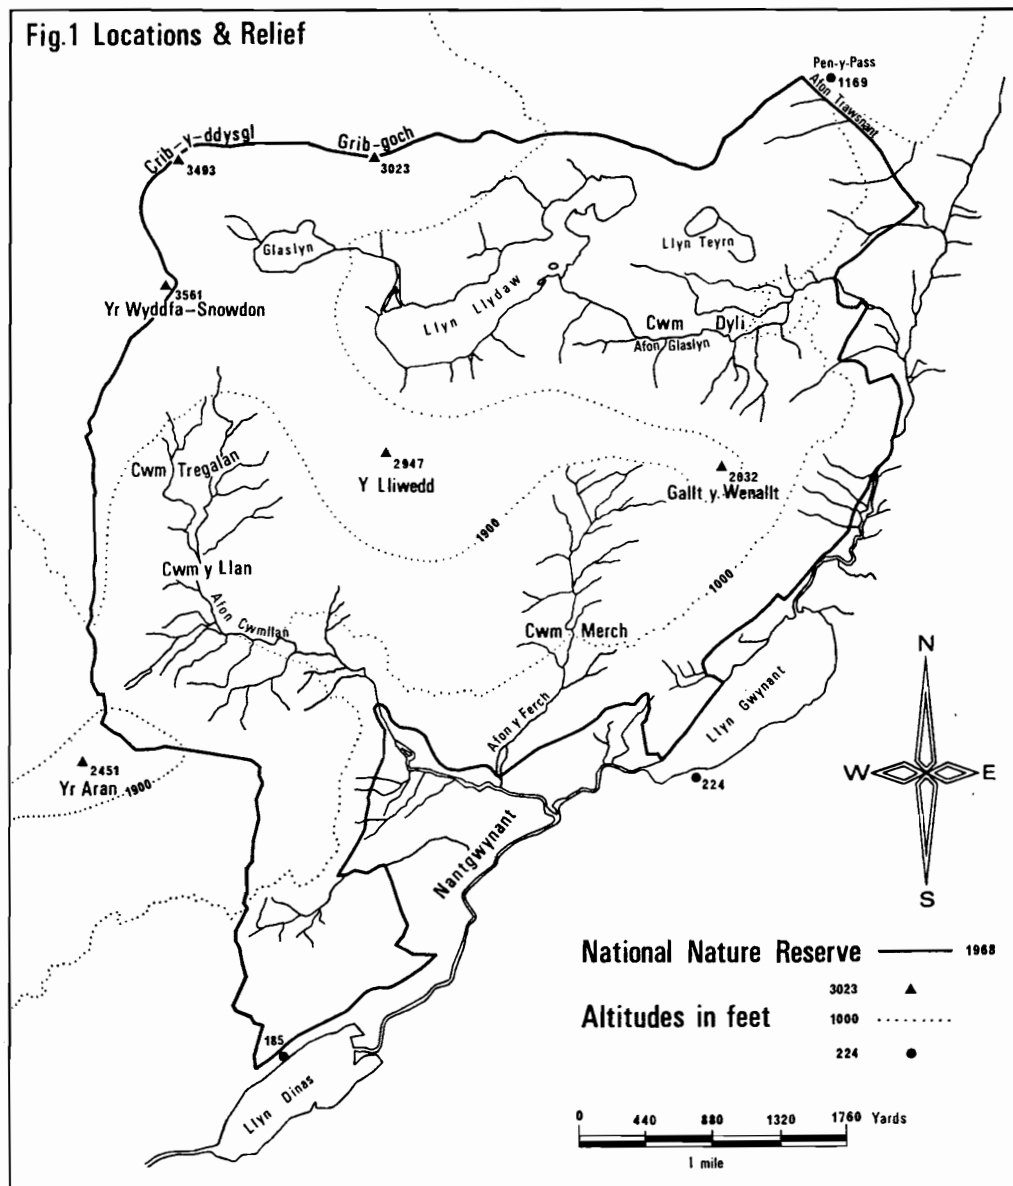 Fig.1 Locations & Relief
Pen-y-Pass
1169
Afon Trawsnant
Crib-y-ddysgl
3493
Grib-goch
3023
Glaslyn
Llyn Llydaw
Llyn Teyrn
3561
Yr Wyddfa-Snowdon
Cwm Dyli
Afon Glaslyn
Cwm Tregalan
2947
Y Lliwedd
2032
Gallt y Wenallt
1900
1000
Cwm y Llan
Afon Cwmllan
Cwm Merch
Afon y Ferch
Llyn Gwynant
224
2451
Yr Aran
1900
Nantgwynant
185
Llyn Dinas
N
W E
S
National Nature Reserve 1968
3023
Altitudes in feet 1000
224
0 440 880 1320 1760 Yards
1 mile